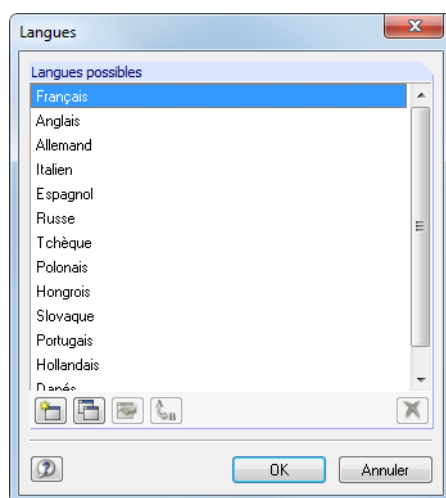 Langues
Langues possibles
Français
Anglais
Allemand
Italien
Espagnol
Russe
Tchèque
Polonais
Hongrois
Slovaque
Portugais
Hollandais
OK
Annuler